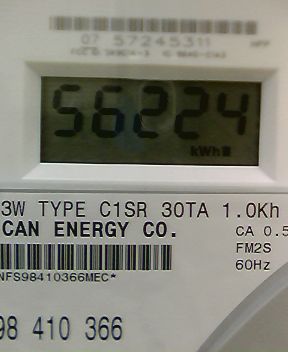 07 57245311
56224
kWh
3W TYPE C1SR 30TA 1.0Kh
CAN ENERGY CO.
CA 0.5
FM2S
60Hz
NFS98410366MEC*
98 410 366